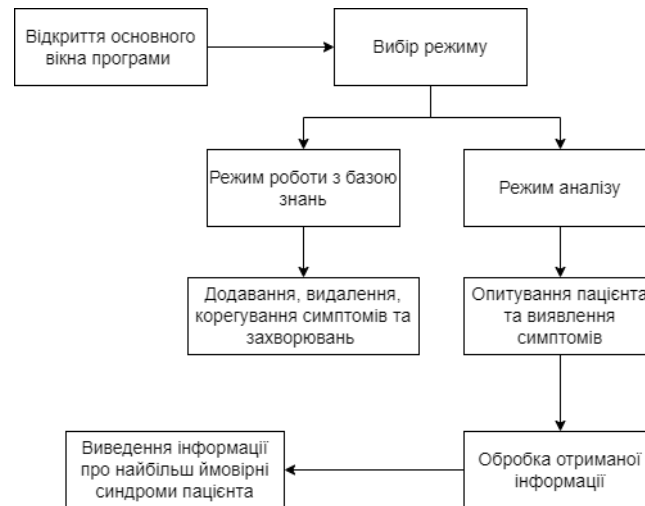 Відкриття основного
вікна програми
Вибір режиму
Режим роботи з базою
знань
Режим аналізу
Додавання, видалення,
корегування симптомів та
захворювань
Опитування пацієнта
та виявлення
симптомів
Виведення інформації
про найбільш ймовірні
синдроми пацієнта
Обробка отриманої
інформації